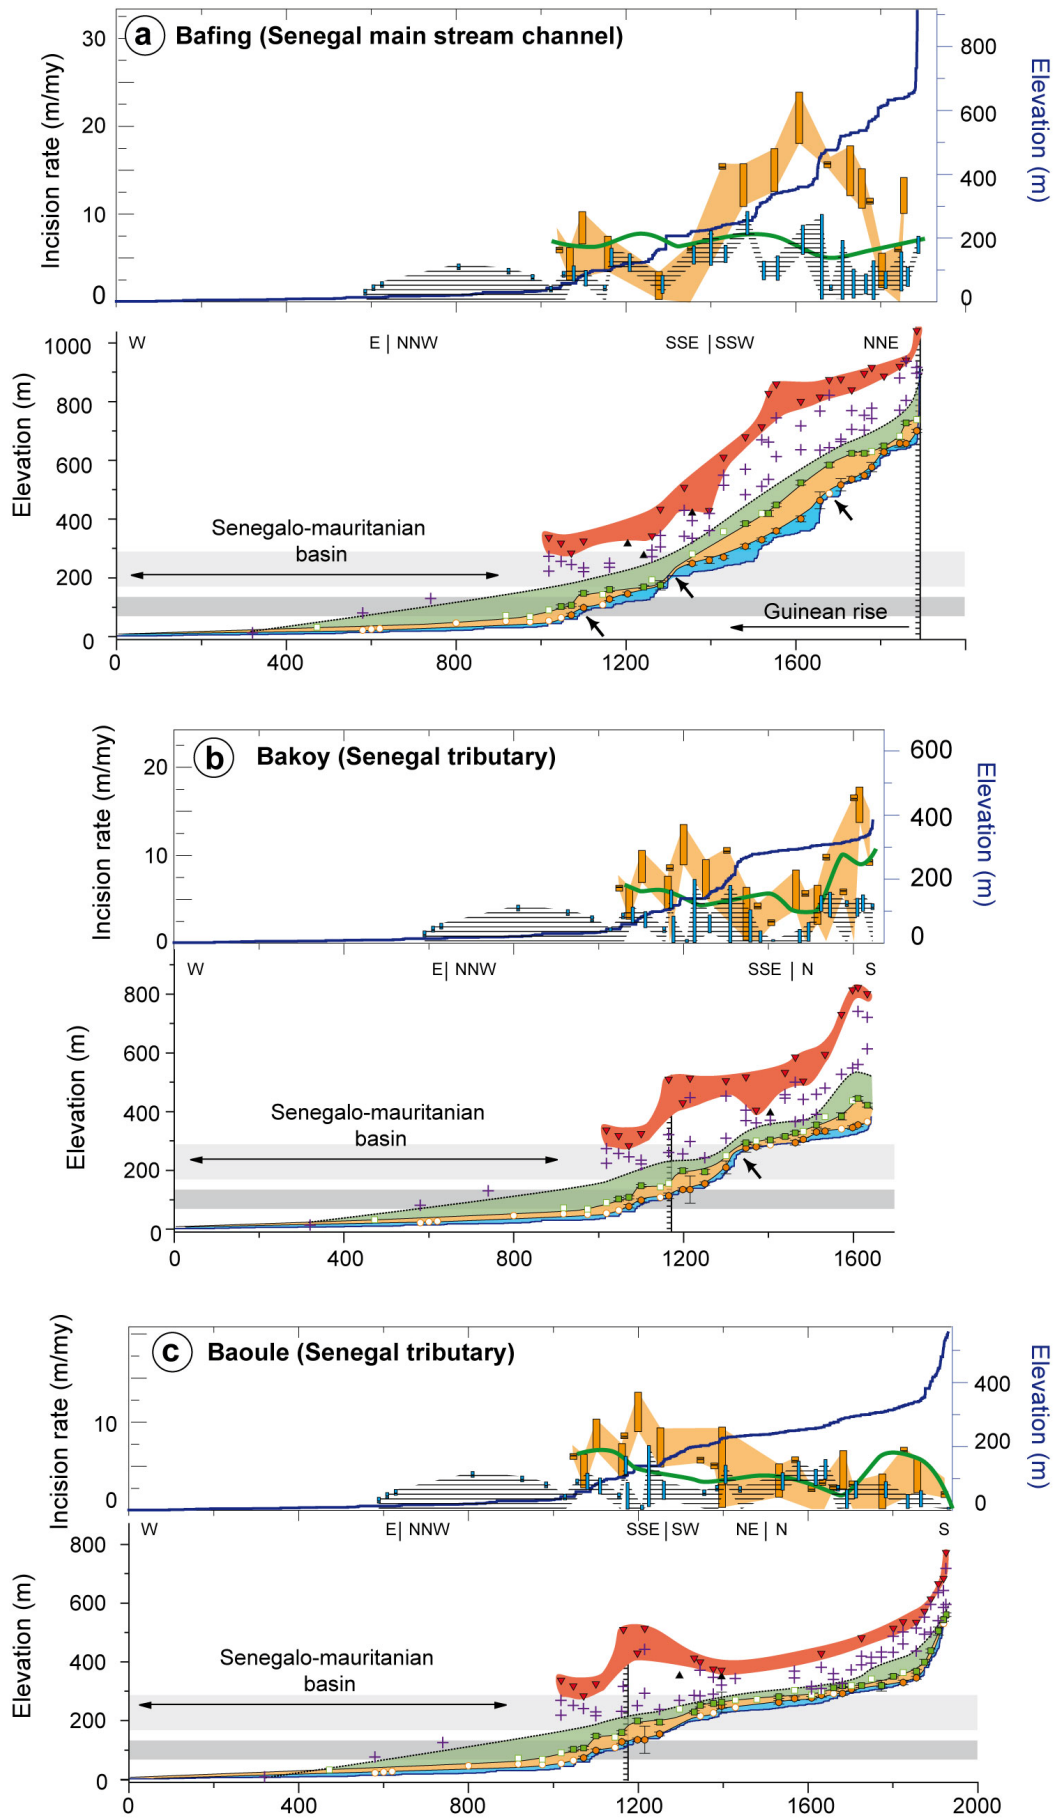 a Bafing (Senegal main stream channel)
Incision rate (m/my)
30
20
10
0
Elevation (m)
800
600
400
200
0
W
E | NNW
SSE | SSW
NNE
Elevation (m)
1000
800
600
400
200
0
Senegalo-mauritanian
basin
Guinean rise
0 400 800 1200 1600
b Bakoy (Senegal tributary)
Incision rate (m/my)
20
10
0
Elevation (m)
600
400
200
0
W
E | NNW
SSE | N
S
Elevation (m)
800
600
400
200
0
Senegalo-mauritanian
basin
0 400 800 1200 1600
c Baoule (Senegal tributary)
Incision rate (m/my)
10
0
Elevation (m)
400
200
0
W
E | NNW
SSE | SW
NE | N
S
Elevation (m)
800
600
400
200
0
Senegalo-mauritanian
basin
0 400 800 1200 1600 2000